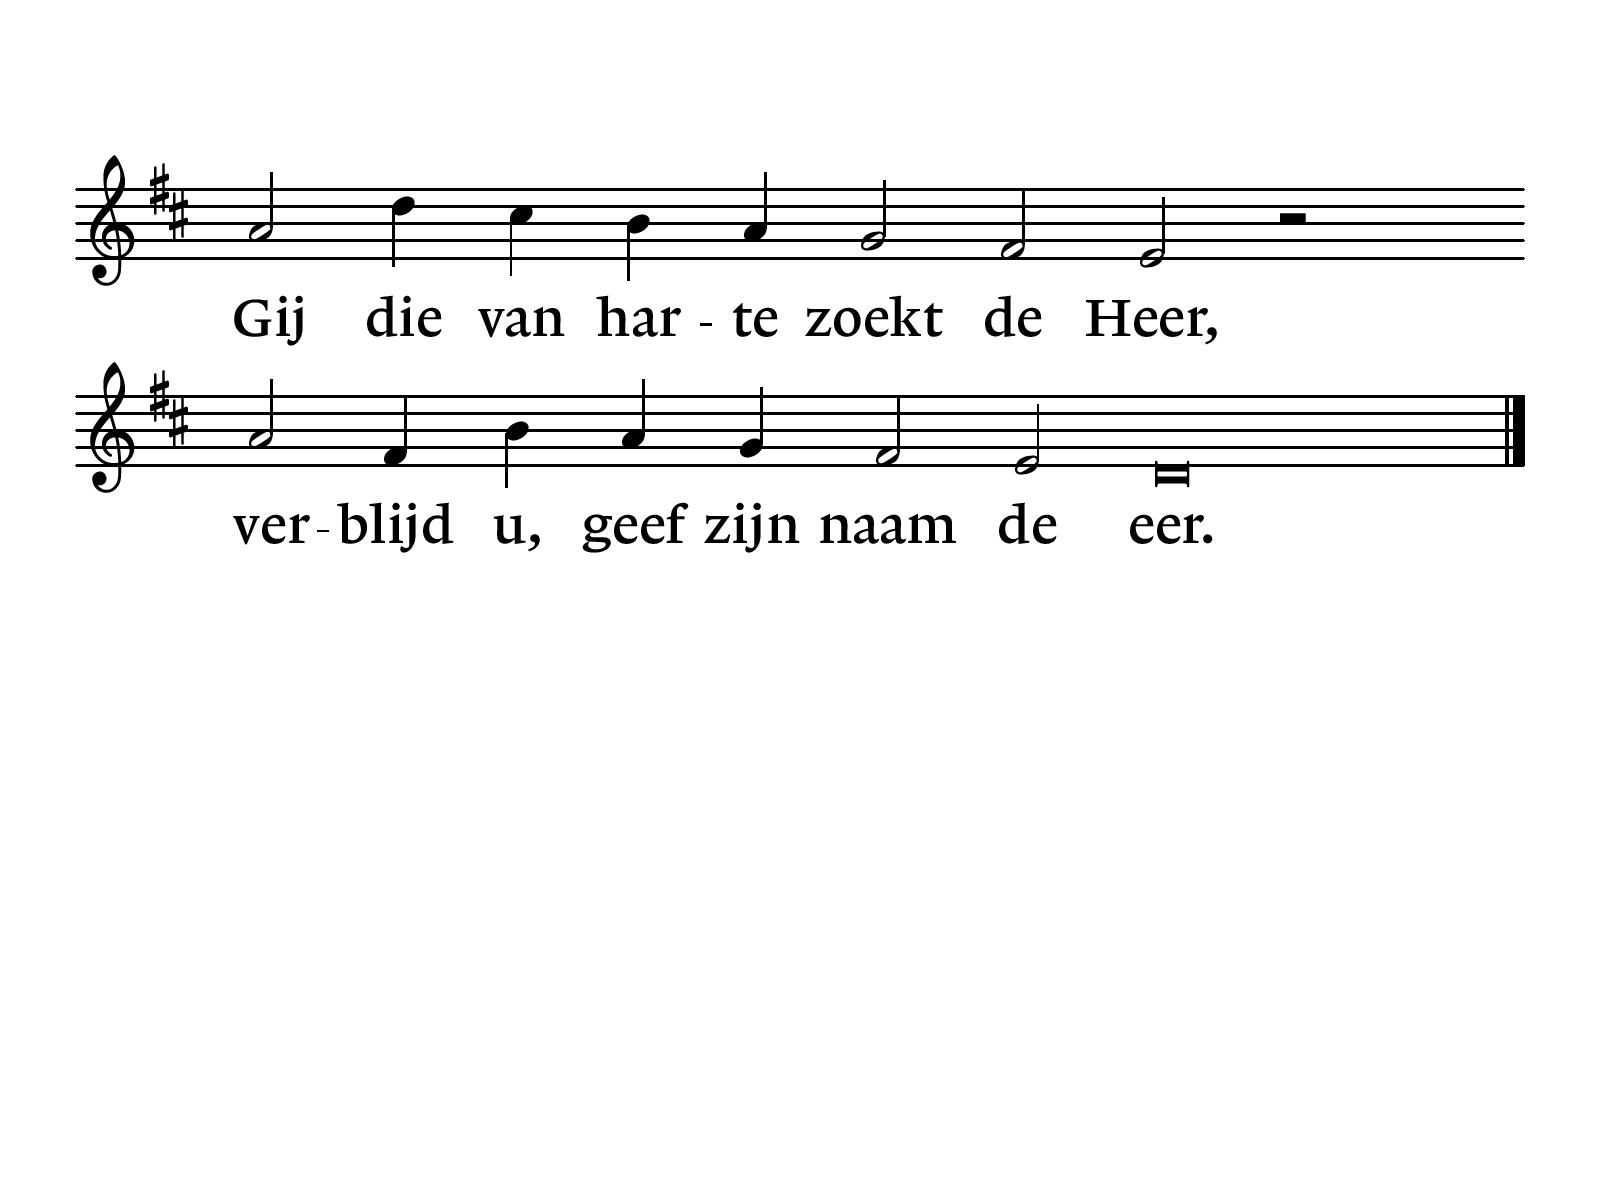 Gij die van har - te zoekt de Heer,
ver - blijd u, geef zijn naam de eer.